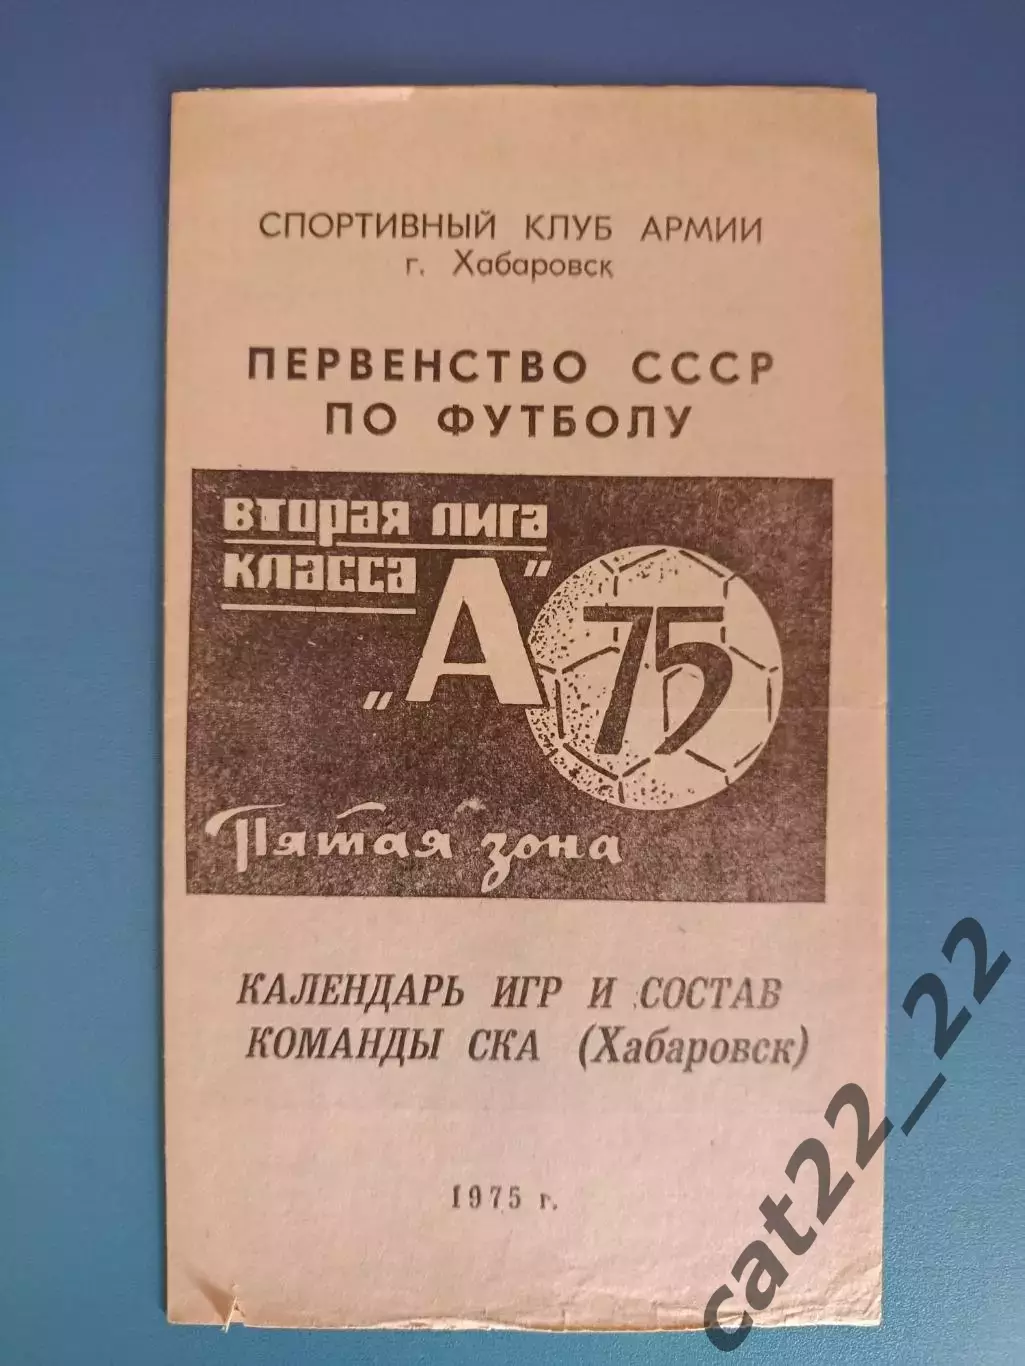 СПОРТИВНЫЙ КЛУБ АРМИИ
г. Хабаровск
ПЕРВЕНСТВО СССР
ПО ФУТБОЛУ
вторая лига
класса „А"
75
Пятая зона
КАЛЕНДАРЬ ИГР И СОСТАВ
КОМАНДЫ СКА (Хабаровск)
1975 г.
cat22_22